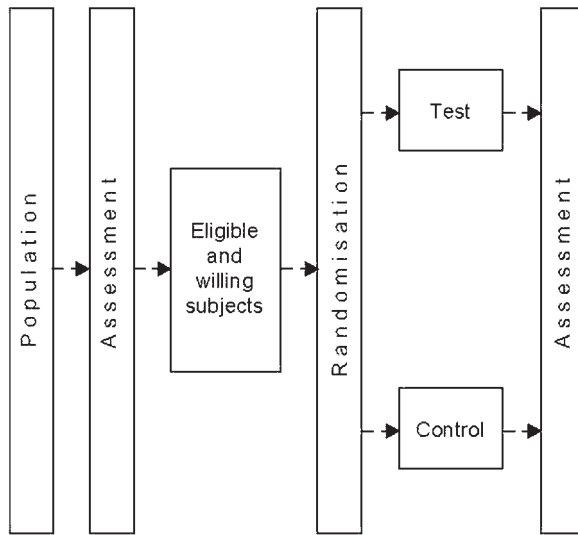 Population
Assessment
Eligible
and
willing
subjects
Randomisation
Test
Control
Assessment